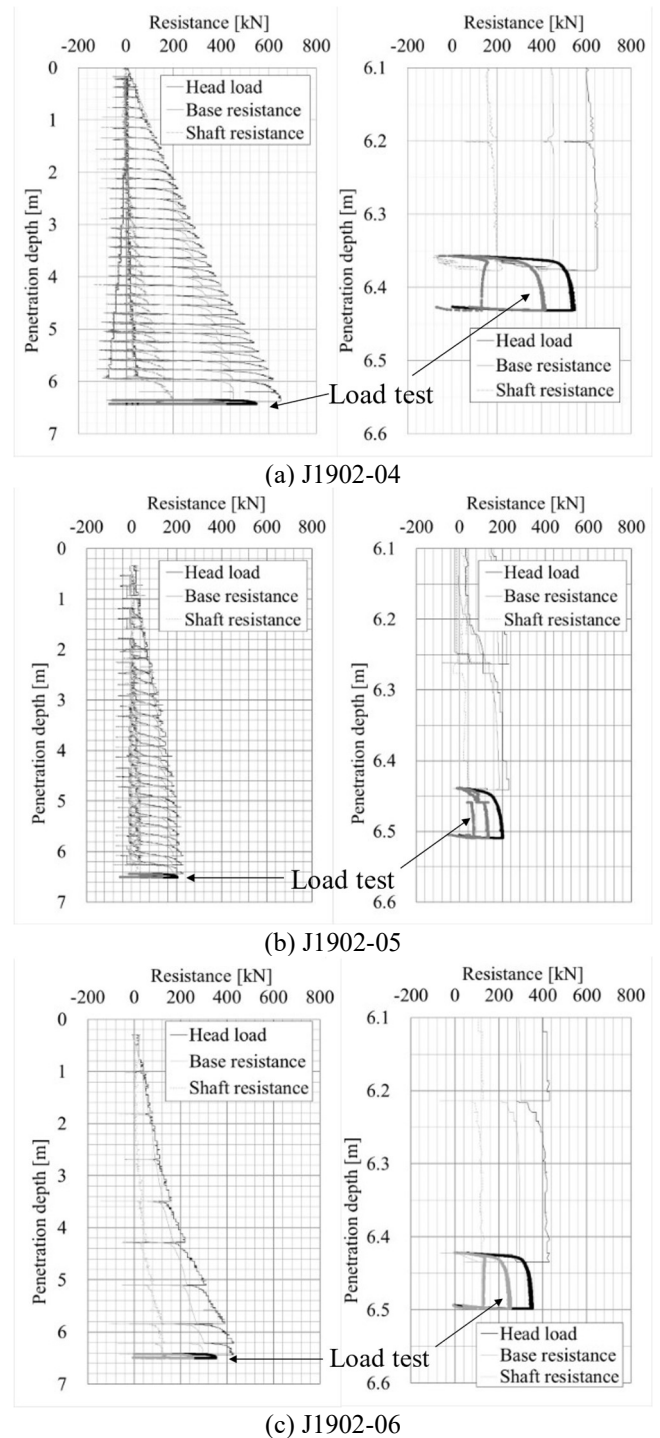 Resistance [kN]
-200 0 200 400 600 800
Penetration depth [m]
0
1
2
3
4
5
6
7
Head load
Base resistance
Shaft resistance
Resistance [kN]
-200 0 200 400 600 800
Penetration depth [m]
6.1
6.2
6.3
6.4
6.5
6.6
Head load
Base resistance
Shaft resistance
Load test
(a) J1902-04
Resistance [kN]
-200 0 200 400 600 800
Penetration depth [m]
0
1
2
3
4
5
6
7
Head load
Base resistance
Shaft resistance
Resistance [kN]
-200 0 200 400 600 800
Penetration depth [m]
6.1
6.2
6.3
6.4
6.5
6.6
Head load
Base resistance
Shaft resistance
Load test
(b) J1902-05
Resistance [kN]
-200 0 200 400 600 800
Penetration depth [m]
0
1
2
3
4
5
6
7
Head load
Base resistance
Shaft resistance
Resistance [kN]
-200 0 200 400 600 800
Penetration depth [m]
6.1
6.2
6.3
6.4
6.5
6.6
Head load
Base resistance
Shaft resistance
Load test
(c) J1902-06